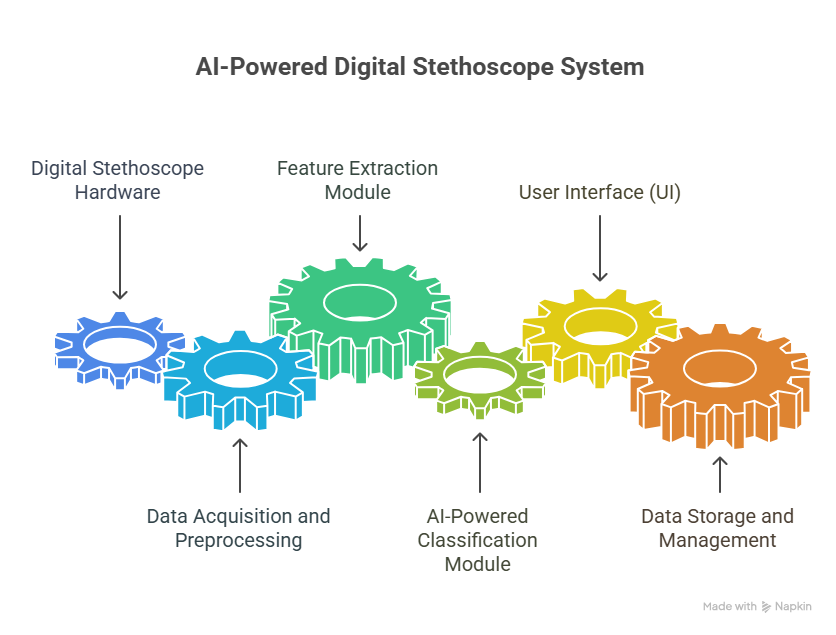 AI-Powered Digital Stethoscope System
Digital Stethoscope
Hardware
Feature Extraction
Module
User Interface (UI)
Data Acquisition and
Preprocessing
AI-Powered
Classification
Module
Data Storage and
Management
Made with Napkin